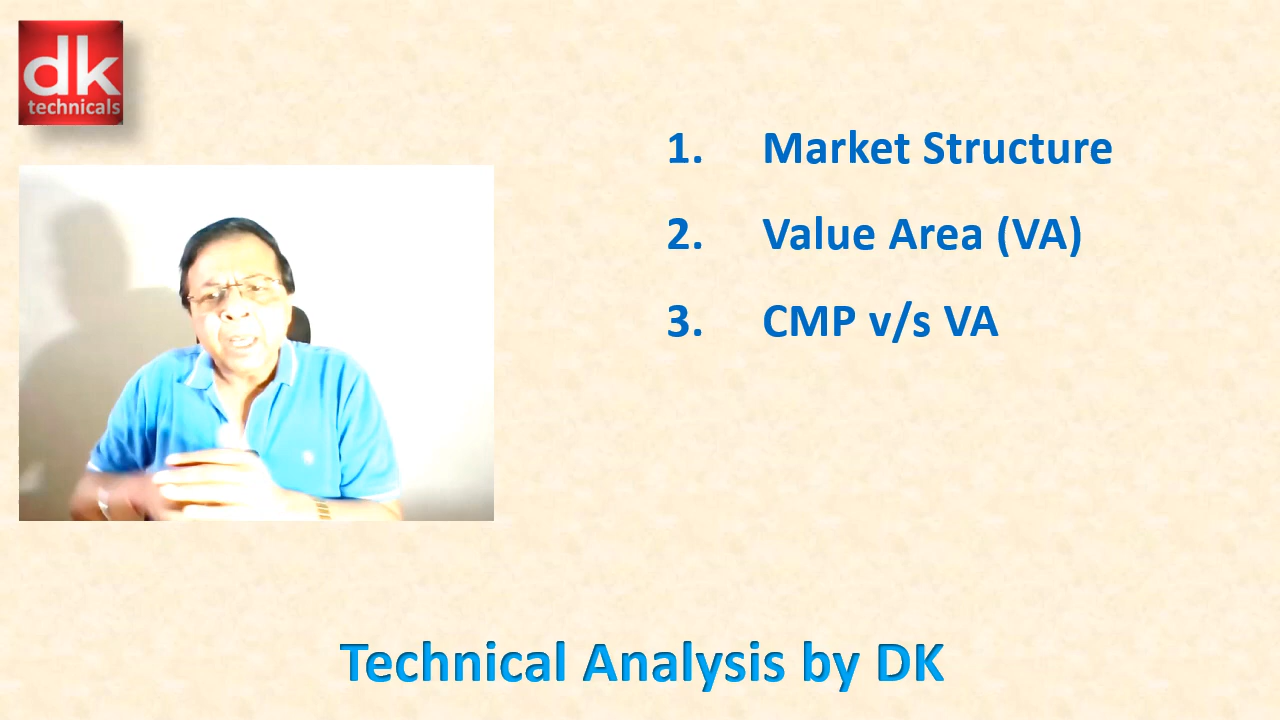 dk
technicals
1. Market Structure
2. Value Area (VA)
3. CMP v/s VA
Technical Analysis by DK